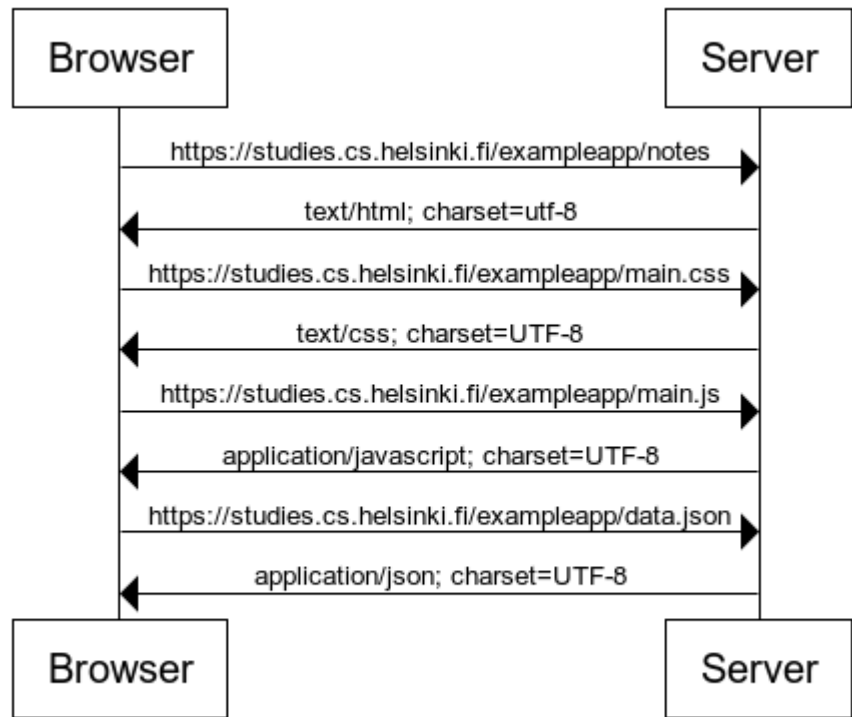 Browser
Server
https://studies.cs.helsinki.fi/exampleapp/notes
text/html; charset=utf-8
https://studies.cs.helsinki.fi/exampleapp/main.css
text/css; charset=UTF-8
https://studies.cs.helsinki.fi/exampleapp/main.js
application/javascript; charset=UTF-8
https://studies.cs.helsinki.fi/exampleapp/data.json
application/json; charset=UTF-8
Browser
Server